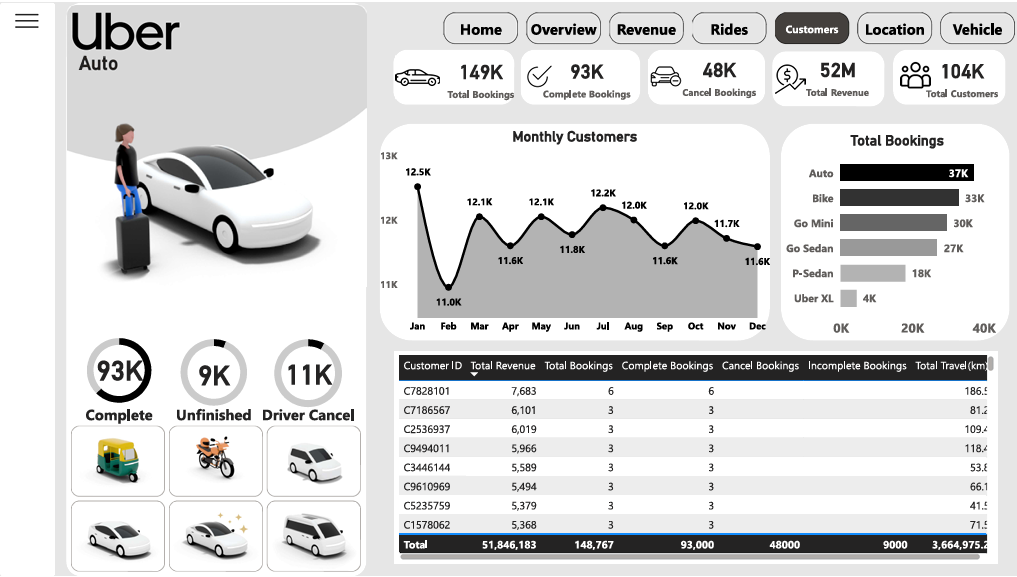 Uber
Auto
Home Overview Revenue Rides Customers Location Vehicle
149K
Total Bookings
93K
Complete Bookings
48K
Cancel Bookings
52M
Total Revenue
104K
Total Customers
Monthly Customers
13K
12K
11K
12.5K
11.0K
12.1K
11.6K
12.1K
11.8K
12.2K
12.0K
11.6K
12.0K
11.7K
11.6K
Jan Feb Mar Apr May Jun Jul Aug Sep Oct Nov Dec
Total Bookings
Auto 37K
Bike 33K
Go Mini 30K
Go Sedan 27K
P-Sedan 18K
Uber XL 4K
0K 20K 40K
93K
Complete
9K
Unfinished
11K
Driver Cancel
Customer ID Total Revenue Total Bookings Complete Bookings Cancel Bookings Incomplete Bookings Total Travel (km)
C7828101 7,683 6 6 186.5
C7186567 6,101 3 3 81.2
C2536937 6,019 3 3 109.4
C9494011 5,966 3 3 118.4
C3446144 5,589 3 3 53.8
C9610969 5,494 3 3 66.1
C5235759 5,379 3 3 41.5
C1578062 5,368 3 3 71.5
Total 51,846,183 148,767 93,000 48000 9000 3,664,975.2